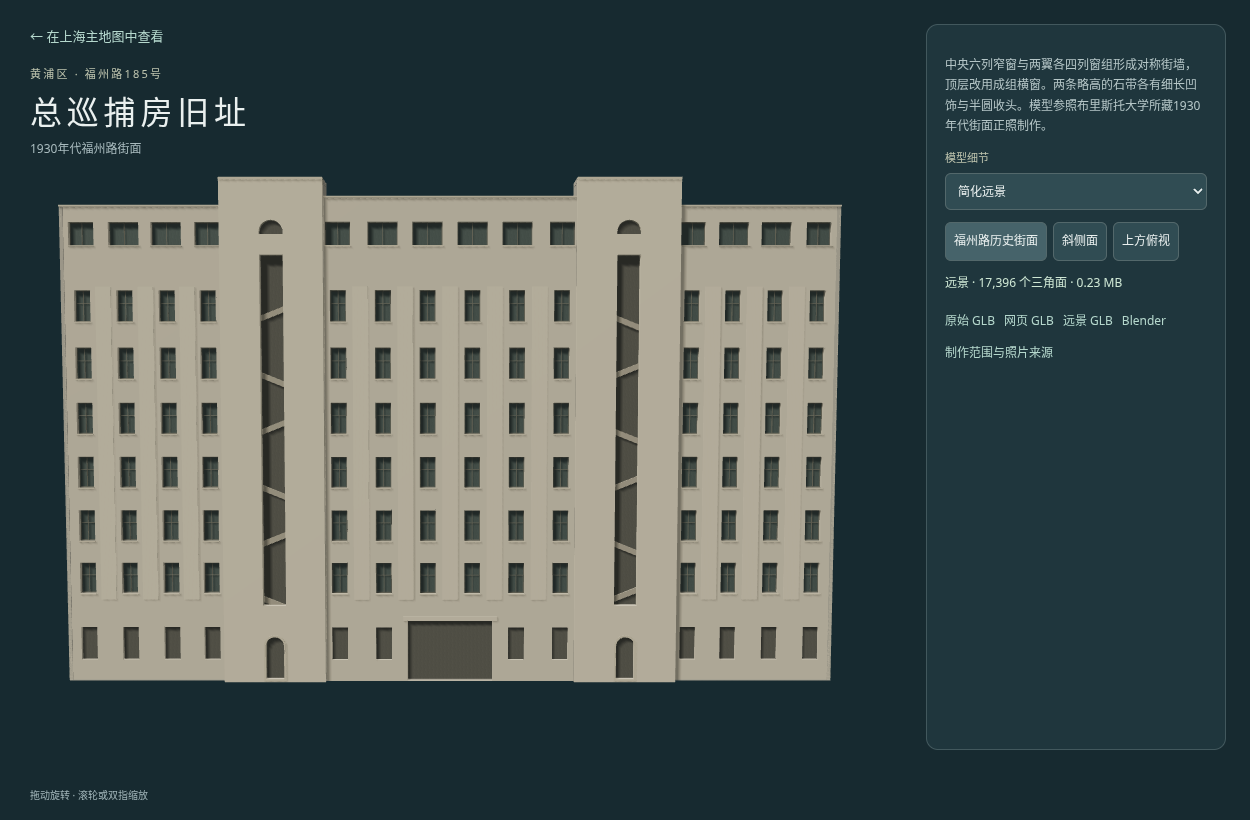 ← 在上海主地图中查看
黄浦区 · 福州路185号
总巡捕房旧址
1930年代福州路街面
中央六列窄窗与两翼各四列窗组形成对称街墙，
顶层改用成组横窗。两条略高的石带各有细长凹
饰与半圆收头。模型参照布里斯托大学所藏1930
年代街面正照制作。
模型细节
简化远景
福州路历史街面
斜侧面
上方俯视
远景 · 17,396 个三角面 · 0.23 MB
原始 GLB 网页 GLB 远景 GLB Blender
制作范围与照片来源
拖动旋转 · 滚轮或双指缩放